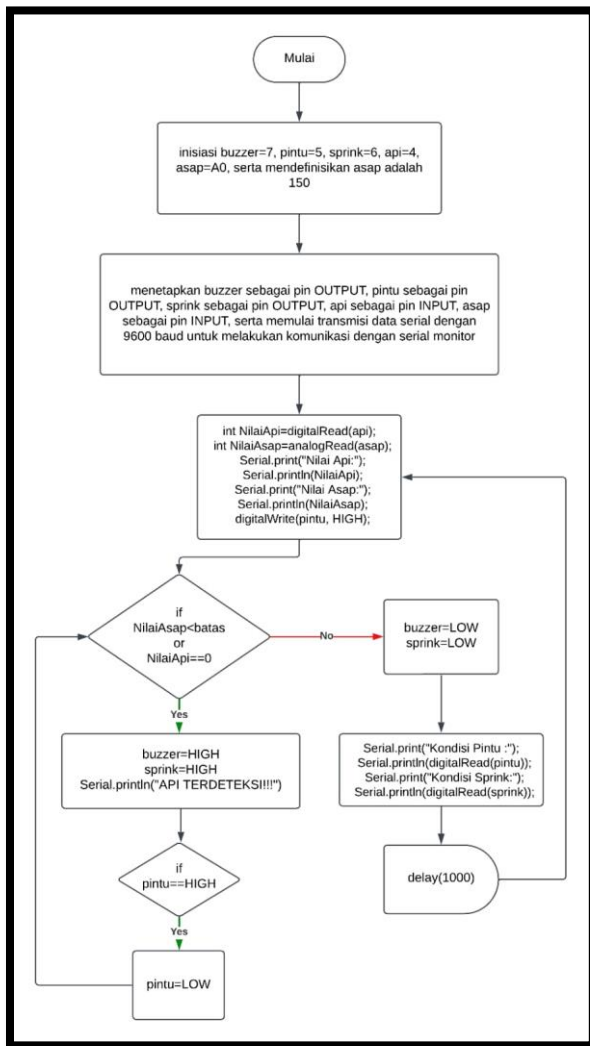 Mulai
inisiasi buzzer=7, pintu=5, sprink=6, api=4,
asap=A0, serta mendefinisikan asap adalah
150
menetapkan buzzer sebagai pin OUTPUT, pintu sebagai pin
OUTPUT, sprink sebagai pin OUTPUT, api sebagai pin INPUT, asap
sebagai pin INPUT, serta memulai transmisi data serial dengan
9600 baud untuk melakukan komunikasi dengan serial monitor
int NilaiApi=digitalRead(api);
int NilaiAsap=analogRead(asap);
Serial.print("Nilai Api:");
Serial.println(NilaiApi);
Serial.print("Nilai Asap:");
Serial.println(NilaiAsap);
digitalWrite(pintu, HIGH);
if
NilaiAsap<batas
or
NilaiApi==0
No
buzzer=LOW
sprink=LOW
Yes
buzzer=HIGH
sprink=HIGH
Serial.println("API TERDETEKSI!!!")
Serial.print("Kondisi Pintu :");
Serial.println(digitalRead(pintu));
Serial.print("Kondisi Sprink:");
Serial.println(digitalRead(sprink));
if
pintu==HIGH
delay(1000)
Yes
pintu=LOW